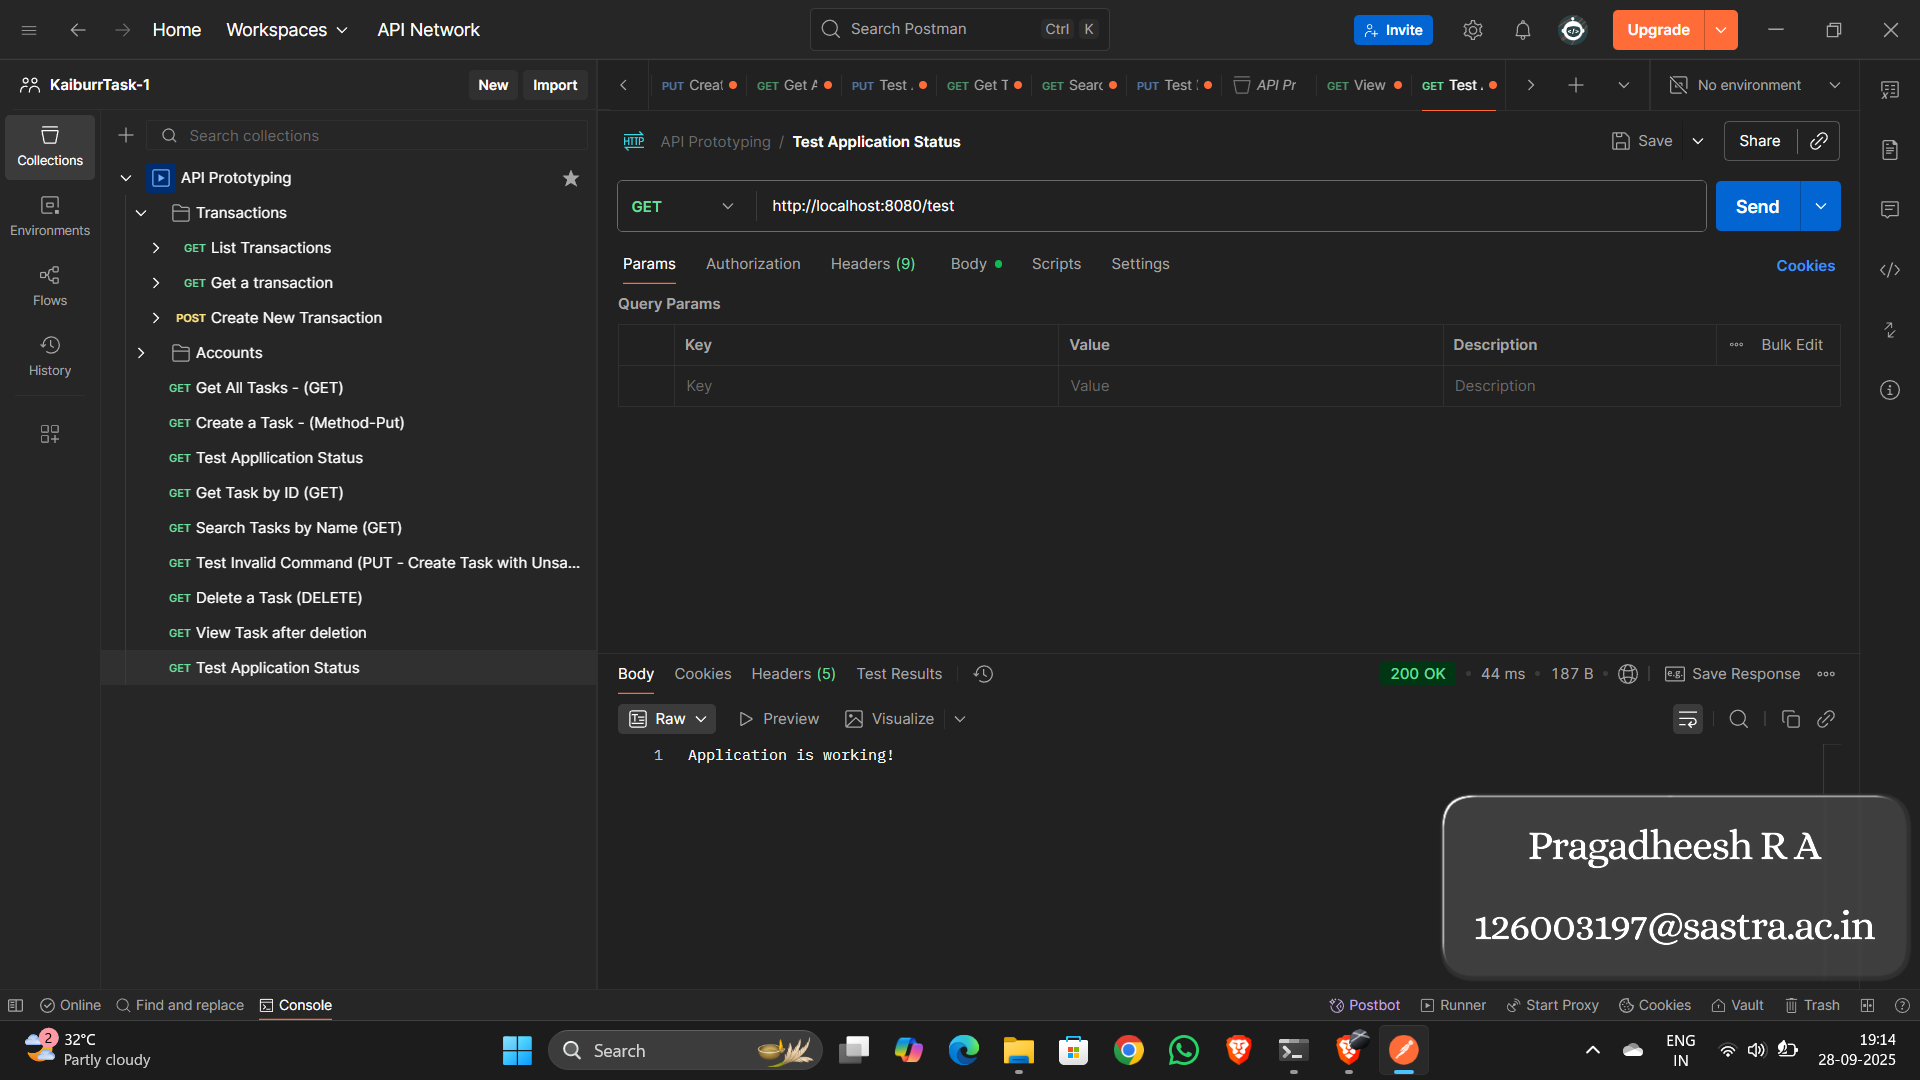 Home
Workspaces
API Network
Search Postman
Ctrl
K
Invite
Upgrade
KaiburrTask-1
New
Import
PUT Creat
GET Get A
PUT Test .
GET Get T
GET Searc
PUT Test
API Pr
GET View
GET Test .
No environment
Collections
Environments
Flows
History
Search collections
API Prototyping
Transactions
GET List Transactions
GET Get a transaction
POST Create New Transaction
Accounts
GET Get All Tasks - (GET)
GET Create a Task - (Method-Put)
GET Test Appllication Status
GET Get Task by ID (GET)
GET Search Tasks by Name (GET)
GET Test Invalid Command (PUT - Create Task with Unsa...
GET Delete a Task (DELETE)
GET View Task after deletion
GET Test Application Status
HTTP API Prototyping / Test Application Status
Save
Share
GET
http://localhost:8080/test
Send
Params
Authorization
Headers (9)
Body
Scripts
Settings
Cookies
Query Params
Key
Value
Description
Bulk Edit
Key
Value
Description
Body
Cookies
Headers (5)
Test Results
200 OK
44 ms
187 B
e.g. Save Response
Raw
Preview
Visualize
1 Application is working!
Pragadheesh R A
126003197@sastra.ac.in
Online
Find and replace
Console
Postbot
Runner
Start Proxy
Cookies
Vault
Trash
2
32°C
Partly cloudy
Search
ENG
IN
19:14
28-09-2025